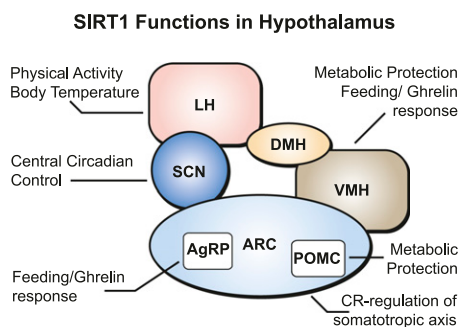 SIRT1 Functions in Hypothalamus
Physical Activity
Body Temperature
Metabolic Protection
Feeding/ Ghrelin
response
LH
DMH
Central Circadian
Control
SCN
VMH
AgRP
ARC
POMC
Metabolic
Protection
Feeding/Ghrelin
response
CR-regulation of
somatotropic axis